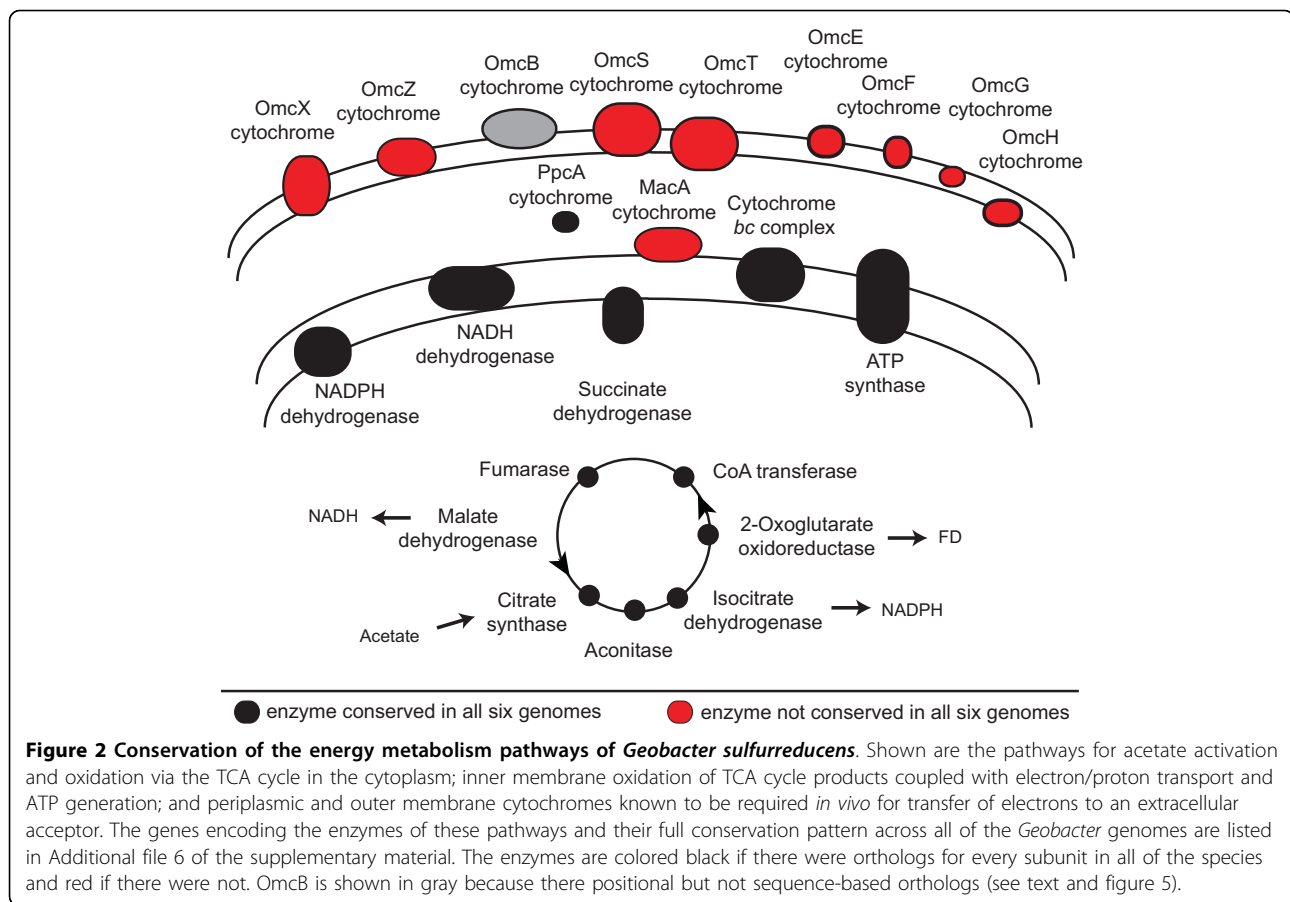 OmcX
cytochrome
OmcZ
cytochrome
OmcB
cytochrome
OmcS
cytochrome
OmcT
cytochrome
OmcE
cytochrome
OmcF
cytochrome
OmcG
cytochrome
OmcH
cytochrome
PpcA
cytochrome
MacA
cytochrome
Cytochrome
bc complex
NADPH
dehydrogenase
NADH
dehydrogenase
Succinate
dehydrogenase
ATP
synthase
Fumarase
CoA transferase
NADH
Malate
dehydrogenase
2-Oxoglutarate
oxidoreductase
FD
Citrate
synthase
Acetate
Aconitase
Isocitrate
dehydrogenase
NADPH
enzyme conserved in all six genomes
enzyme not conserved in all six genomes
Figure 2 Conservation of the energy metabolism pathways of Geobacter sulfurreducens. Shown are the pathways for acetate activation
and oxidation via the TCA cycle in the cytoplasm; inner membrane oxidation of TCA cycle products coupled with electron/proton transport and
ATP generation; and periplasmic and outer membrane cytochromes known to be required in vivo for transfer of electrons to an extracellular
acceptor. The genes encoding the enzymes of these pathways and their full conservation pattern across all of the Geobacter genomes are listed
in Additional file 6 of the supplementary material. The enzymes are colored black if there were orthologs for every subunit in all of the species
and red if there were not. OmcB is shown in gray because there positional but not sequence-based orthologs (see text and figure 5).